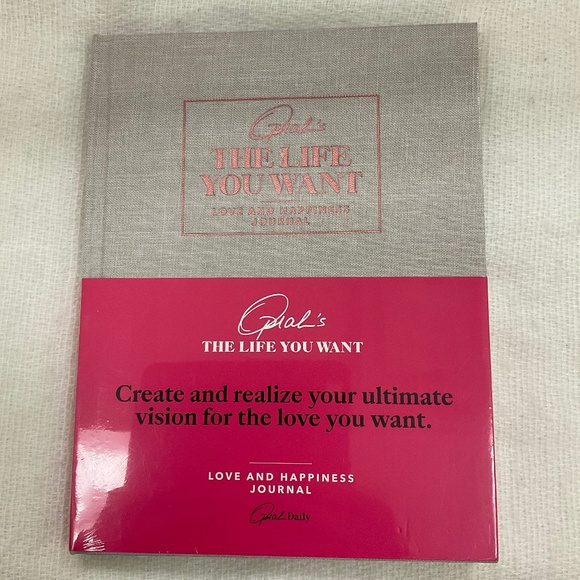 Oprah's
THE LIFE
YOU WANT
LOVE AND HAPPINESS
JOURNAL
Oprah's
THE LIFE YOU WANT
Create and realize your ultimate
vision for the love you want.
LOVE AND HAPPINESS
JOURNAL
Oprah Daily